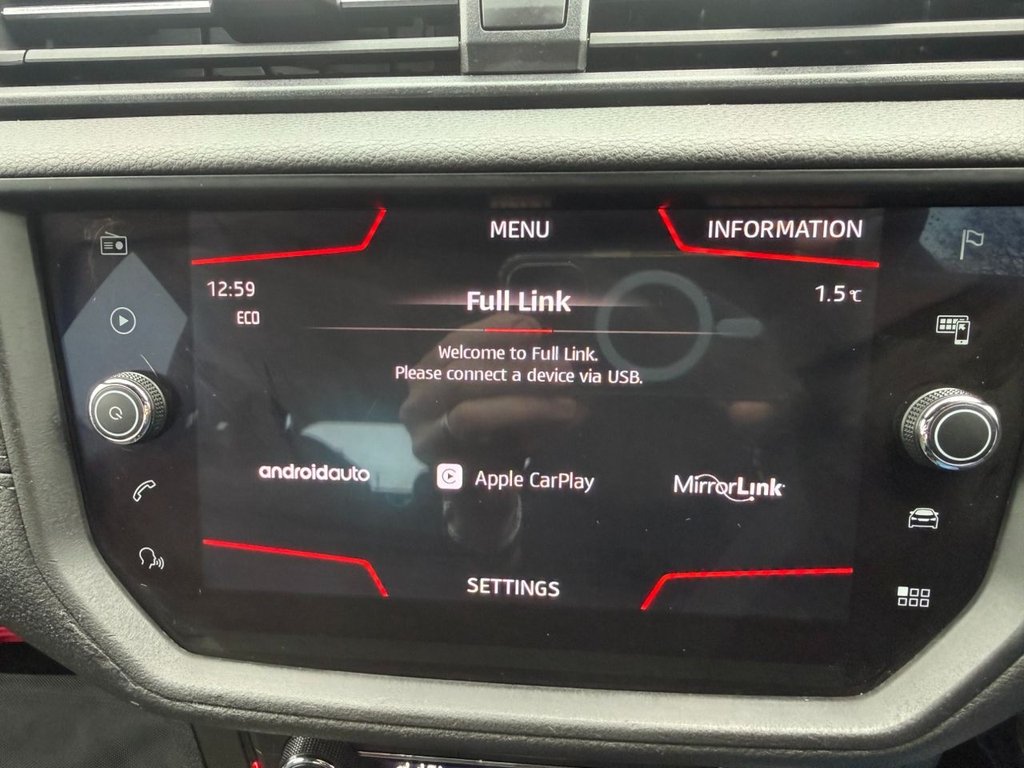 MENU
INFORMATION
12:59
1.5°C
ECO
Full Link
Welcome to Full Link.
Please connect a device via USB.
androidauto
Apple CarPlay
MirrorLink
SETTINGS